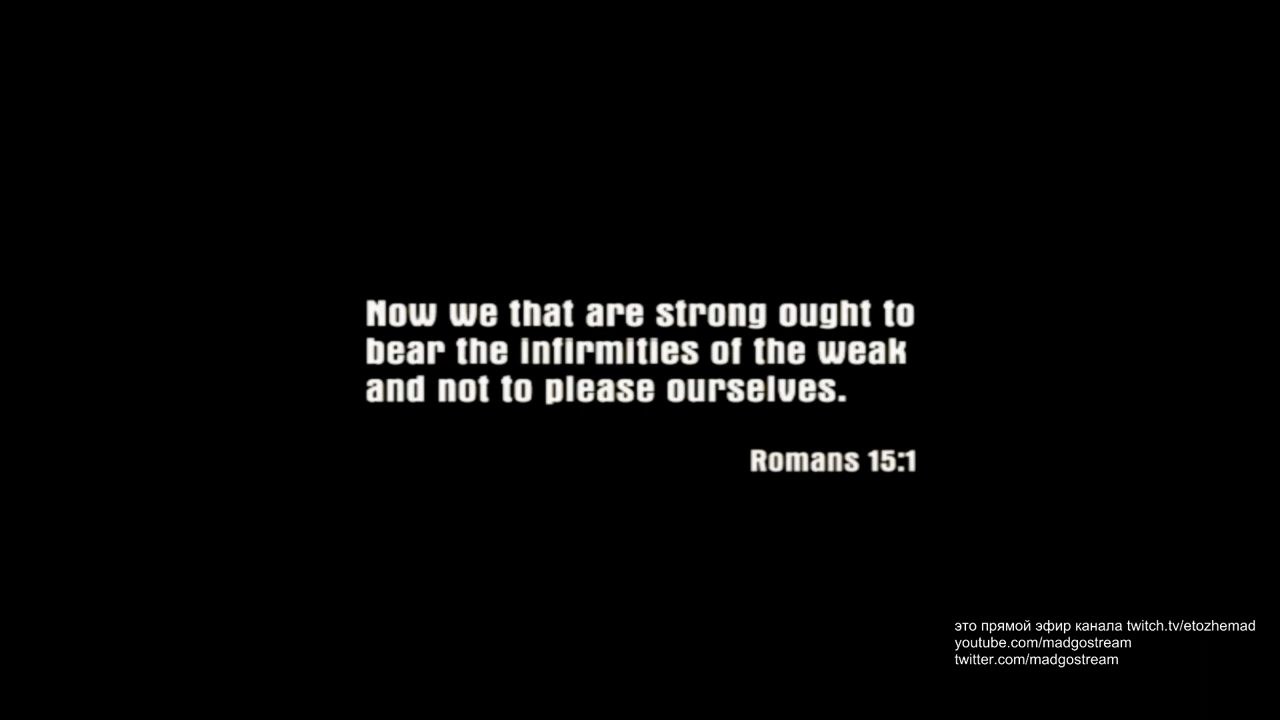 Now we that are strong ought to
bear the infirmities of the weak
and not to please ourselves.
Romans 15:1
это прямой эфир канала twitch.tv/etozhemad
youtube.com/madgostream
twitter.com/madgostream